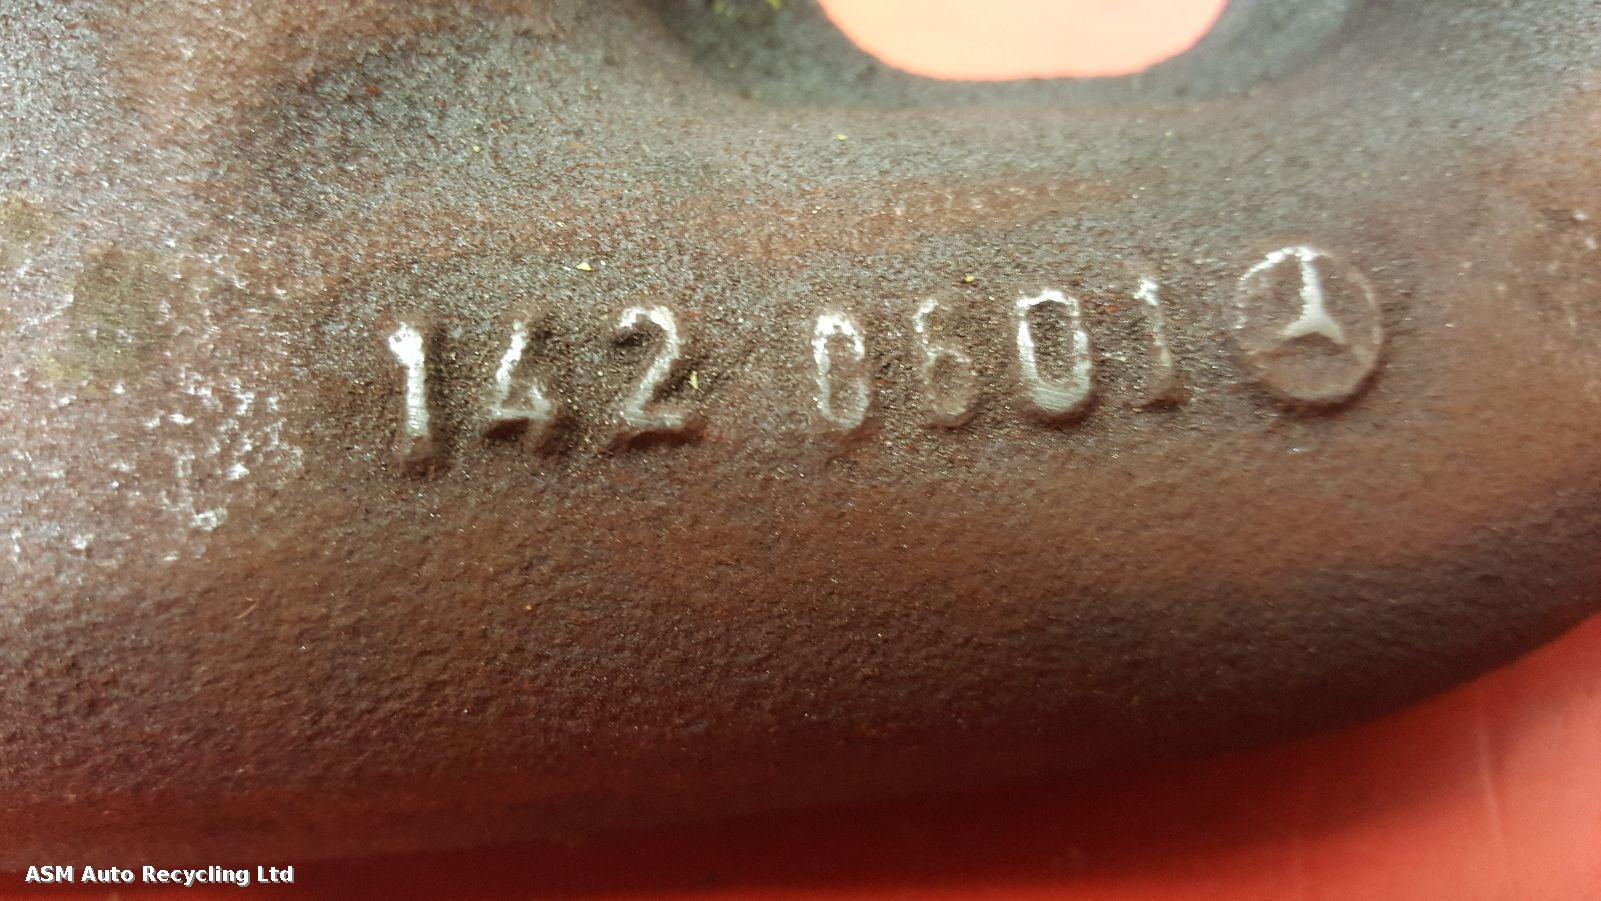 142 0601
ASM Auto Recycling Ltd